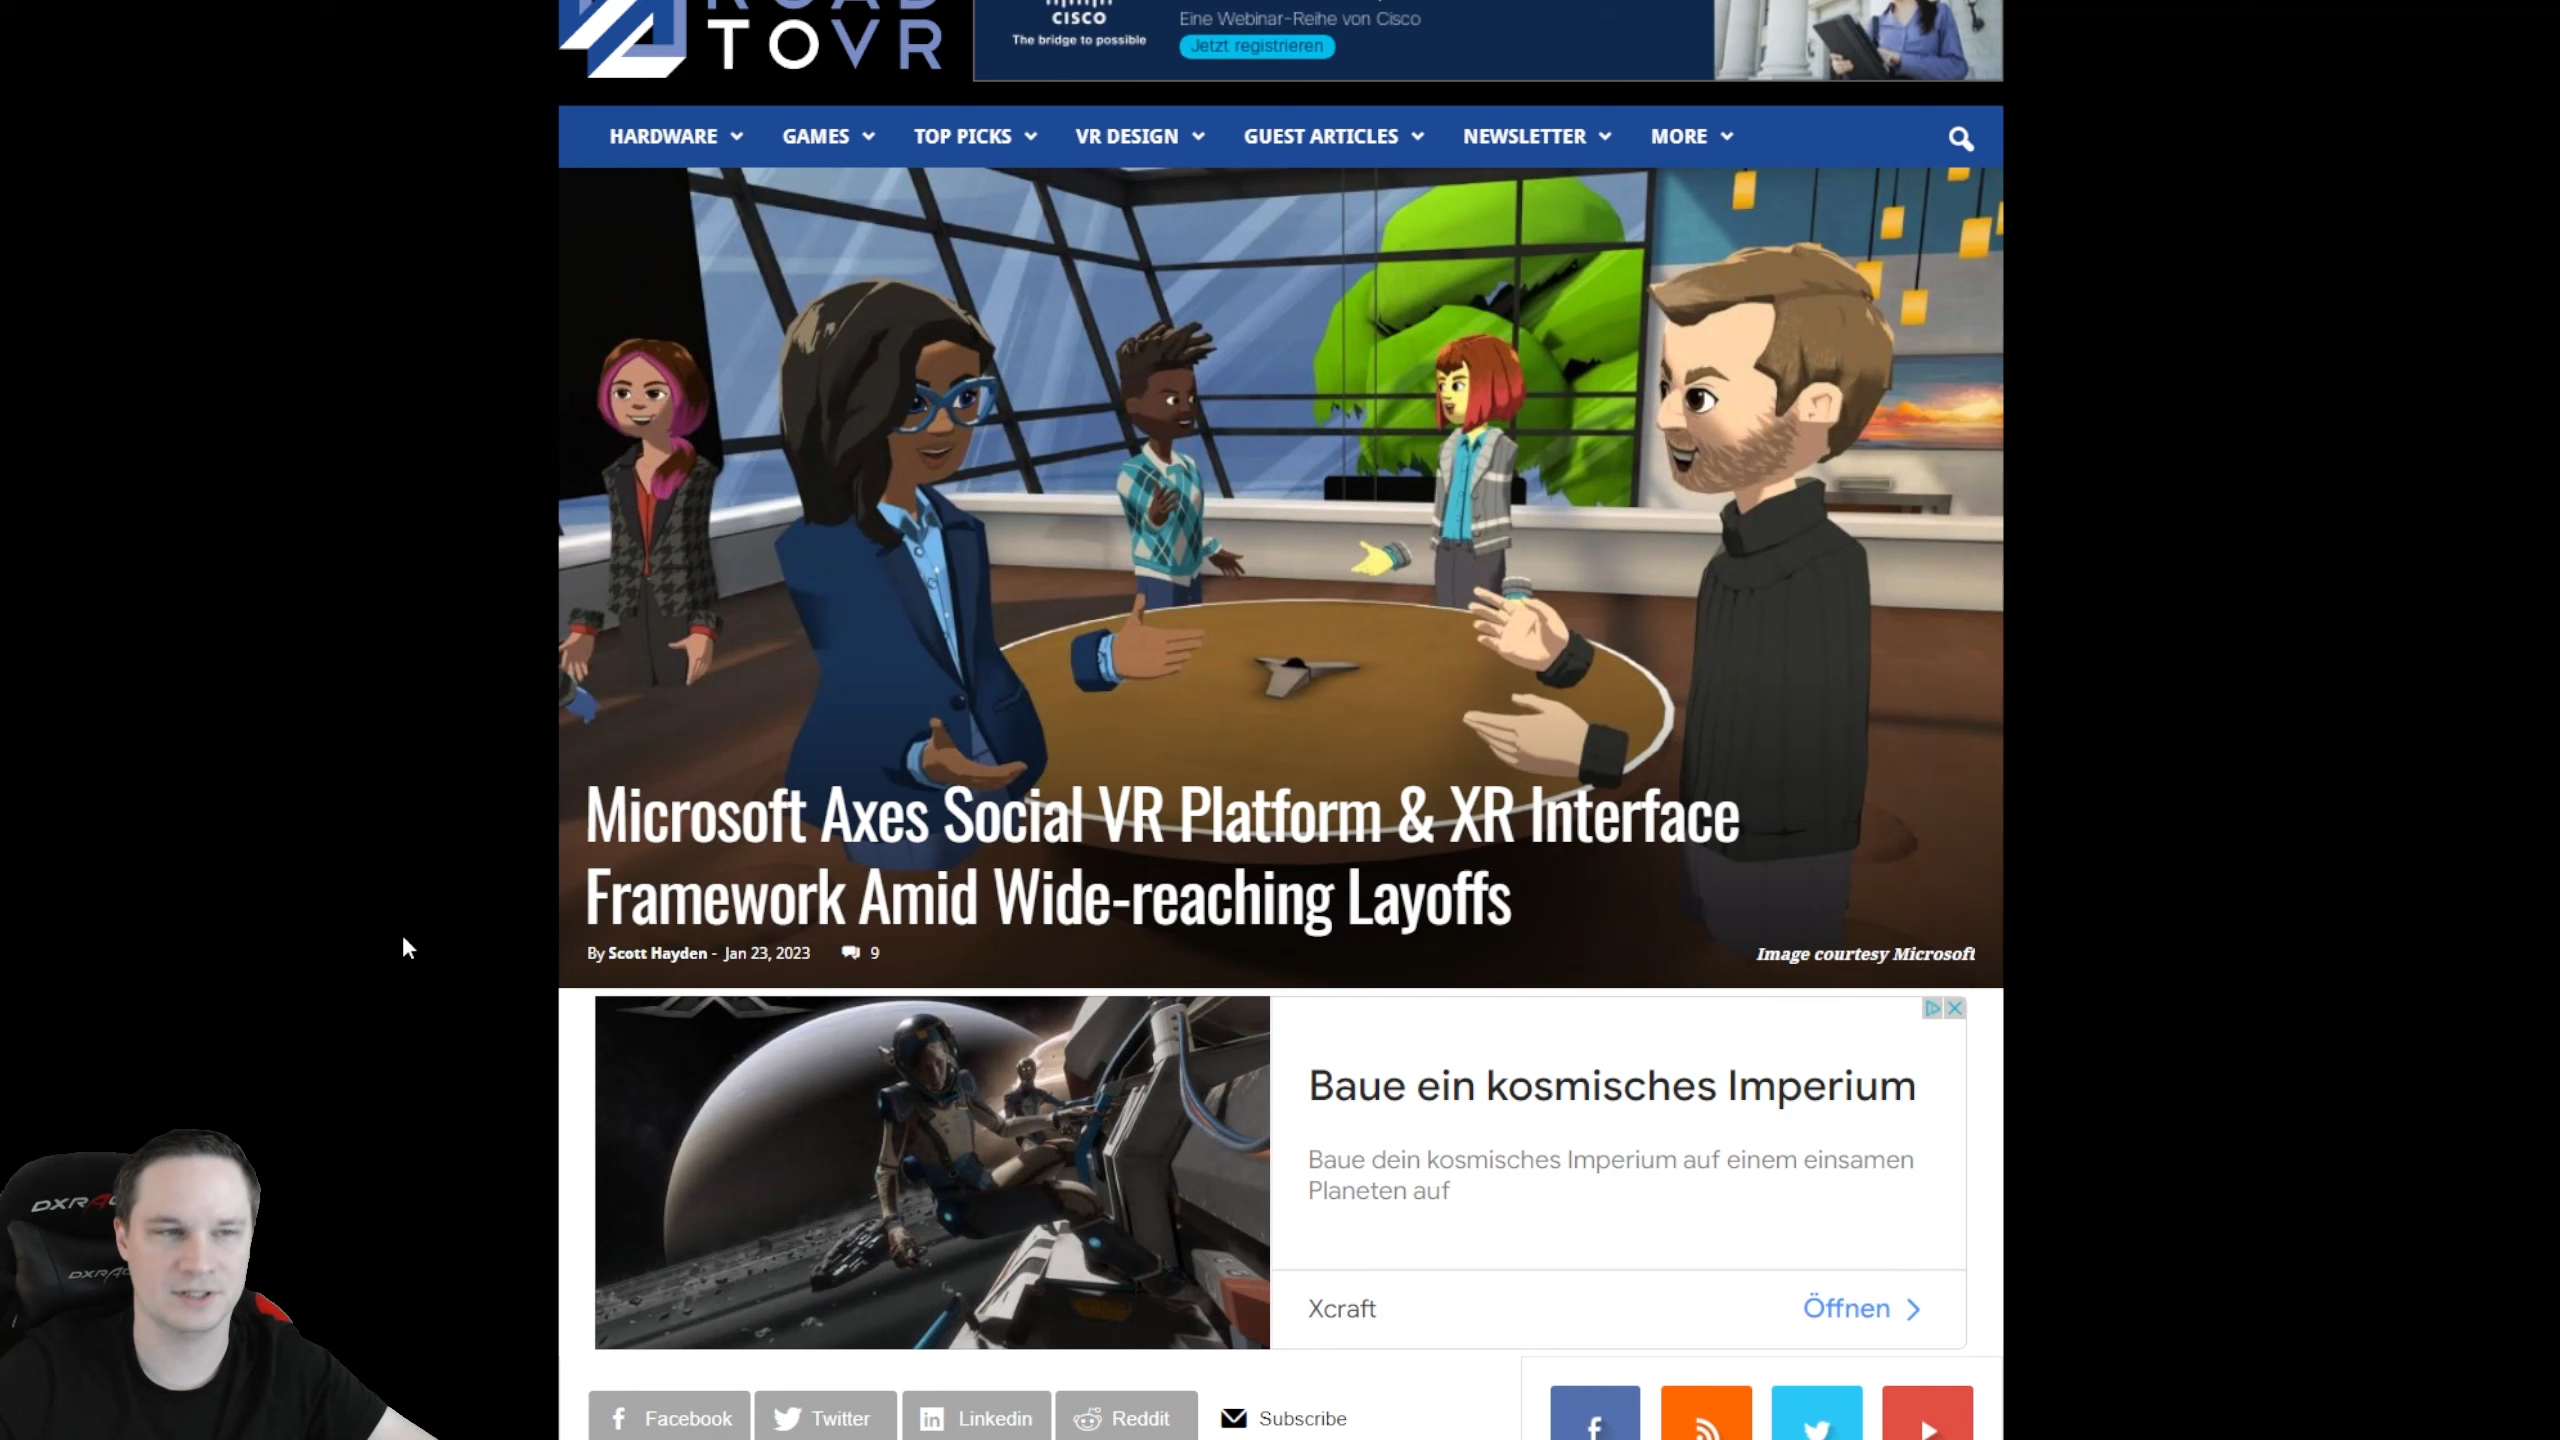 ROAD
TOVR
CISCO
The bridge to possible
Eine Webinar-Reihe von Cisco
Jetzt registrieren
HARDWARE GAMES TOP PICKS VR DESIGN GUEST ARTICLES NEWSLETTER MORE
Microsoft Axes Social VR Platform & XR Interface
Framework Amid Wide-reaching Layoffs
By Scott Hayden - Jan 23, 2023 9
Image courtesy Microsoft
Baue ein kosmisches Imperium
Baue dein kosmisches Imperium auf einem einsamen
Planeten auf
Xcraft
Öffnen
Facebook Twitter Linkedin Reddit Subscribe